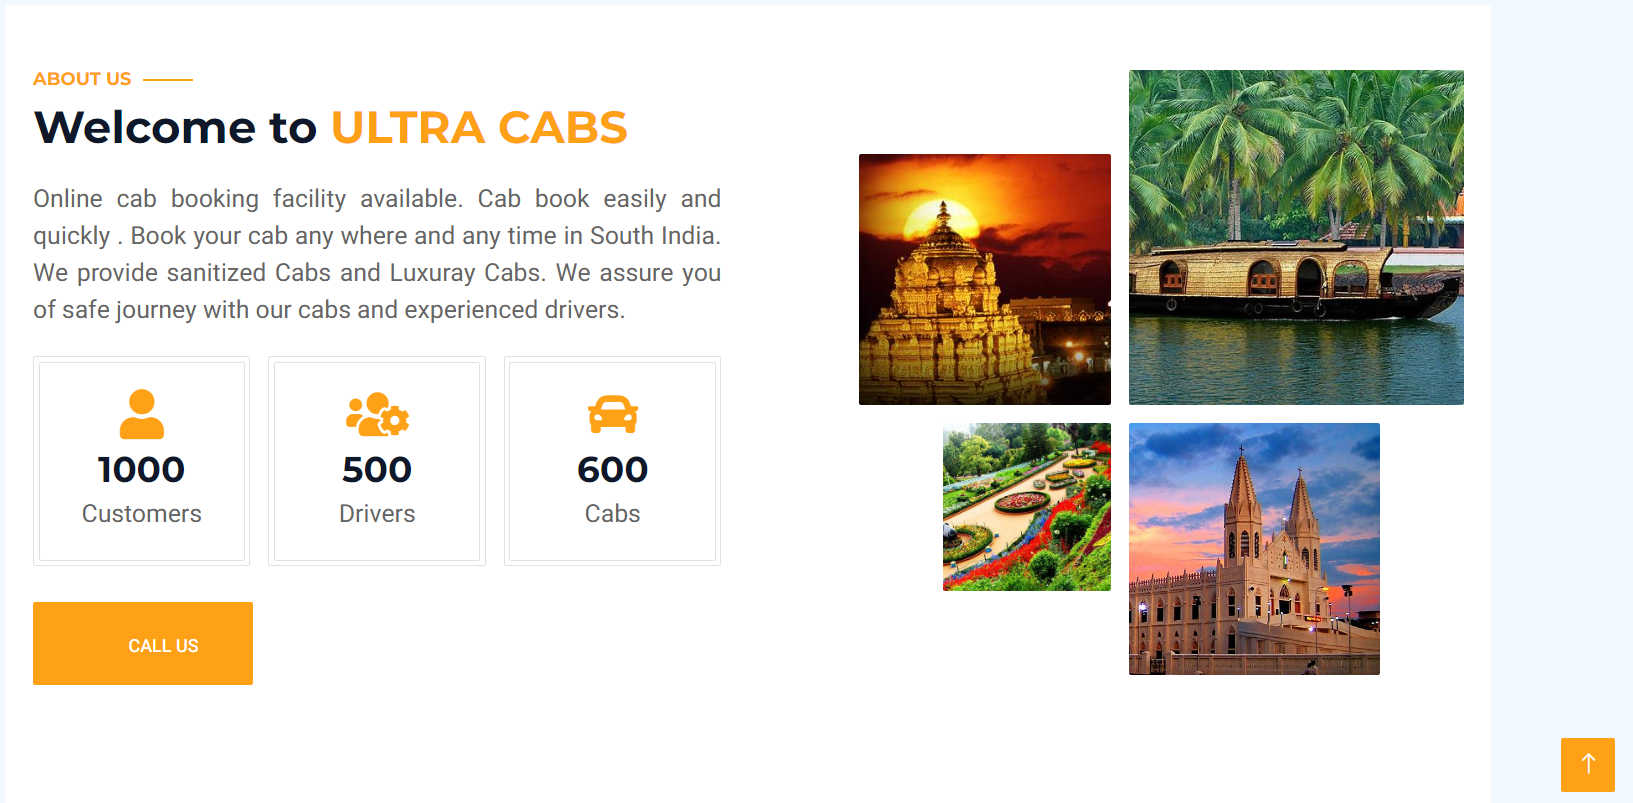 ABOUT US
Welcome to ULTRA CABS
Online cab booking facility available. Cab book easily and
quickly . Book your cab any where and any time in South India.
We provide sanitized Cabs and Luxuray Cabs. We assure you
of safe journey with our cabs and experienced drivers.
1000
Customers
500
Drivers
600
Cabs
CALL US